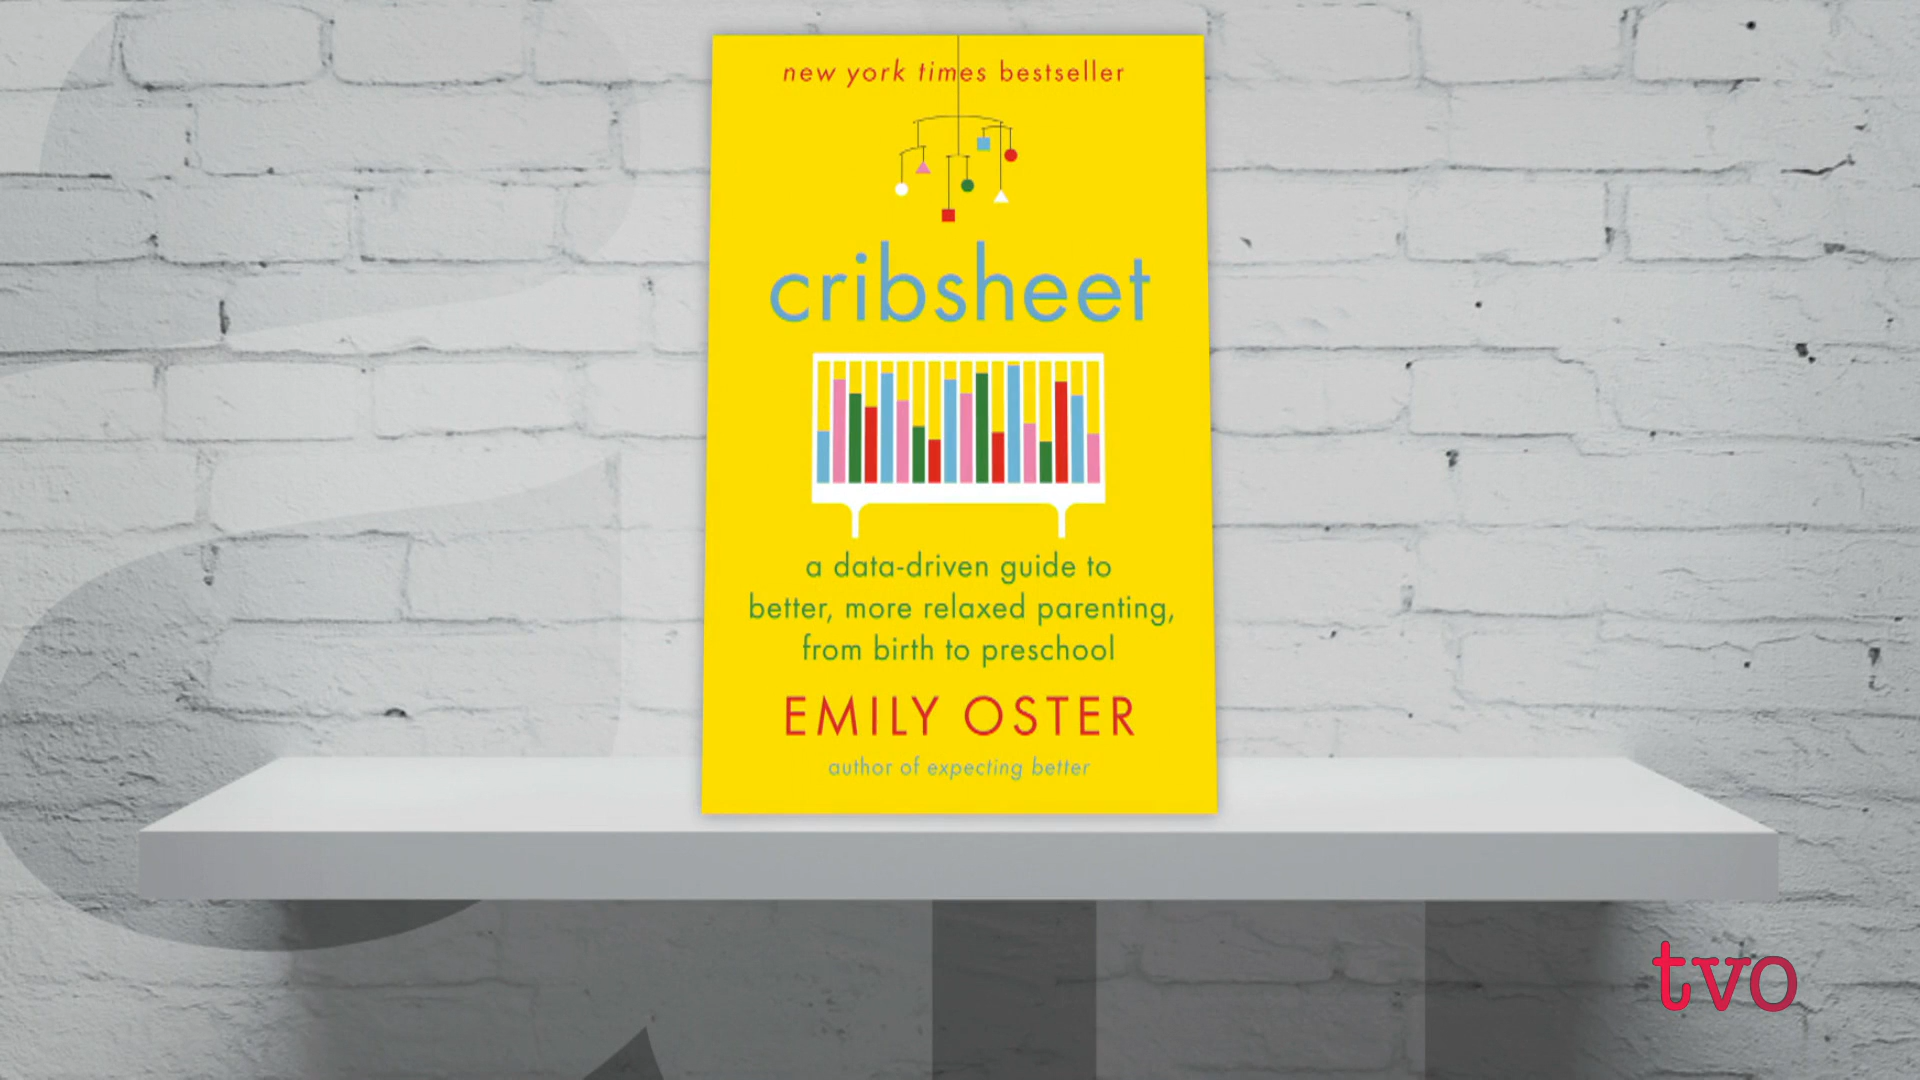 new york times bestseller
cribsheet
a data-driven guide to
better, more relaxed parenting,
from birth to preschool
EMILY OSTER
author of expecting better
tvo